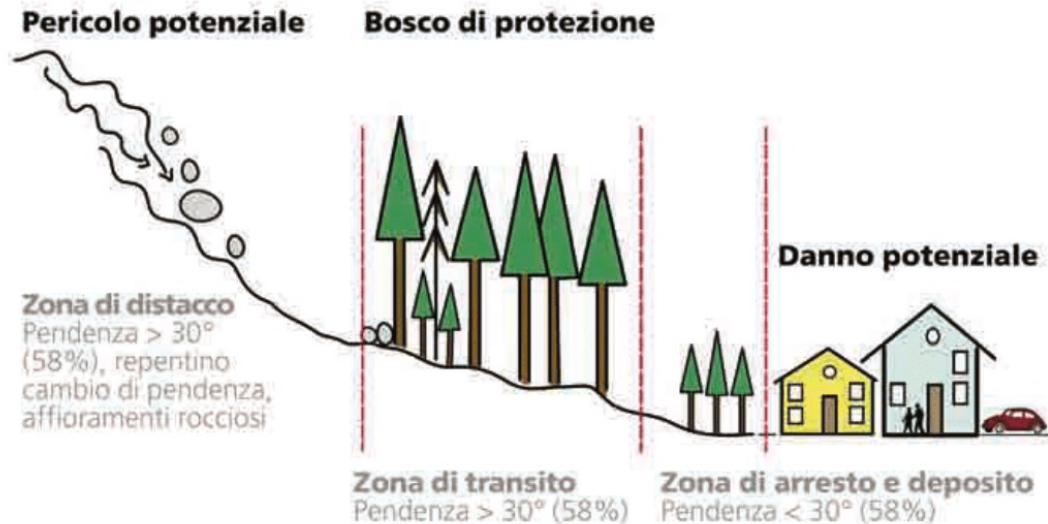 Pericolo potenziale
Bosco di protezione
Danno potenziale
Zona di distacco
Pendenza > 30°
(58%), repentino
cambio di pendenza,
affioramenti rocciosi
Zona di transito
Pendenza > 30° (58%)
Zona di arresto e deposito
Pendenza < 30° (58%)